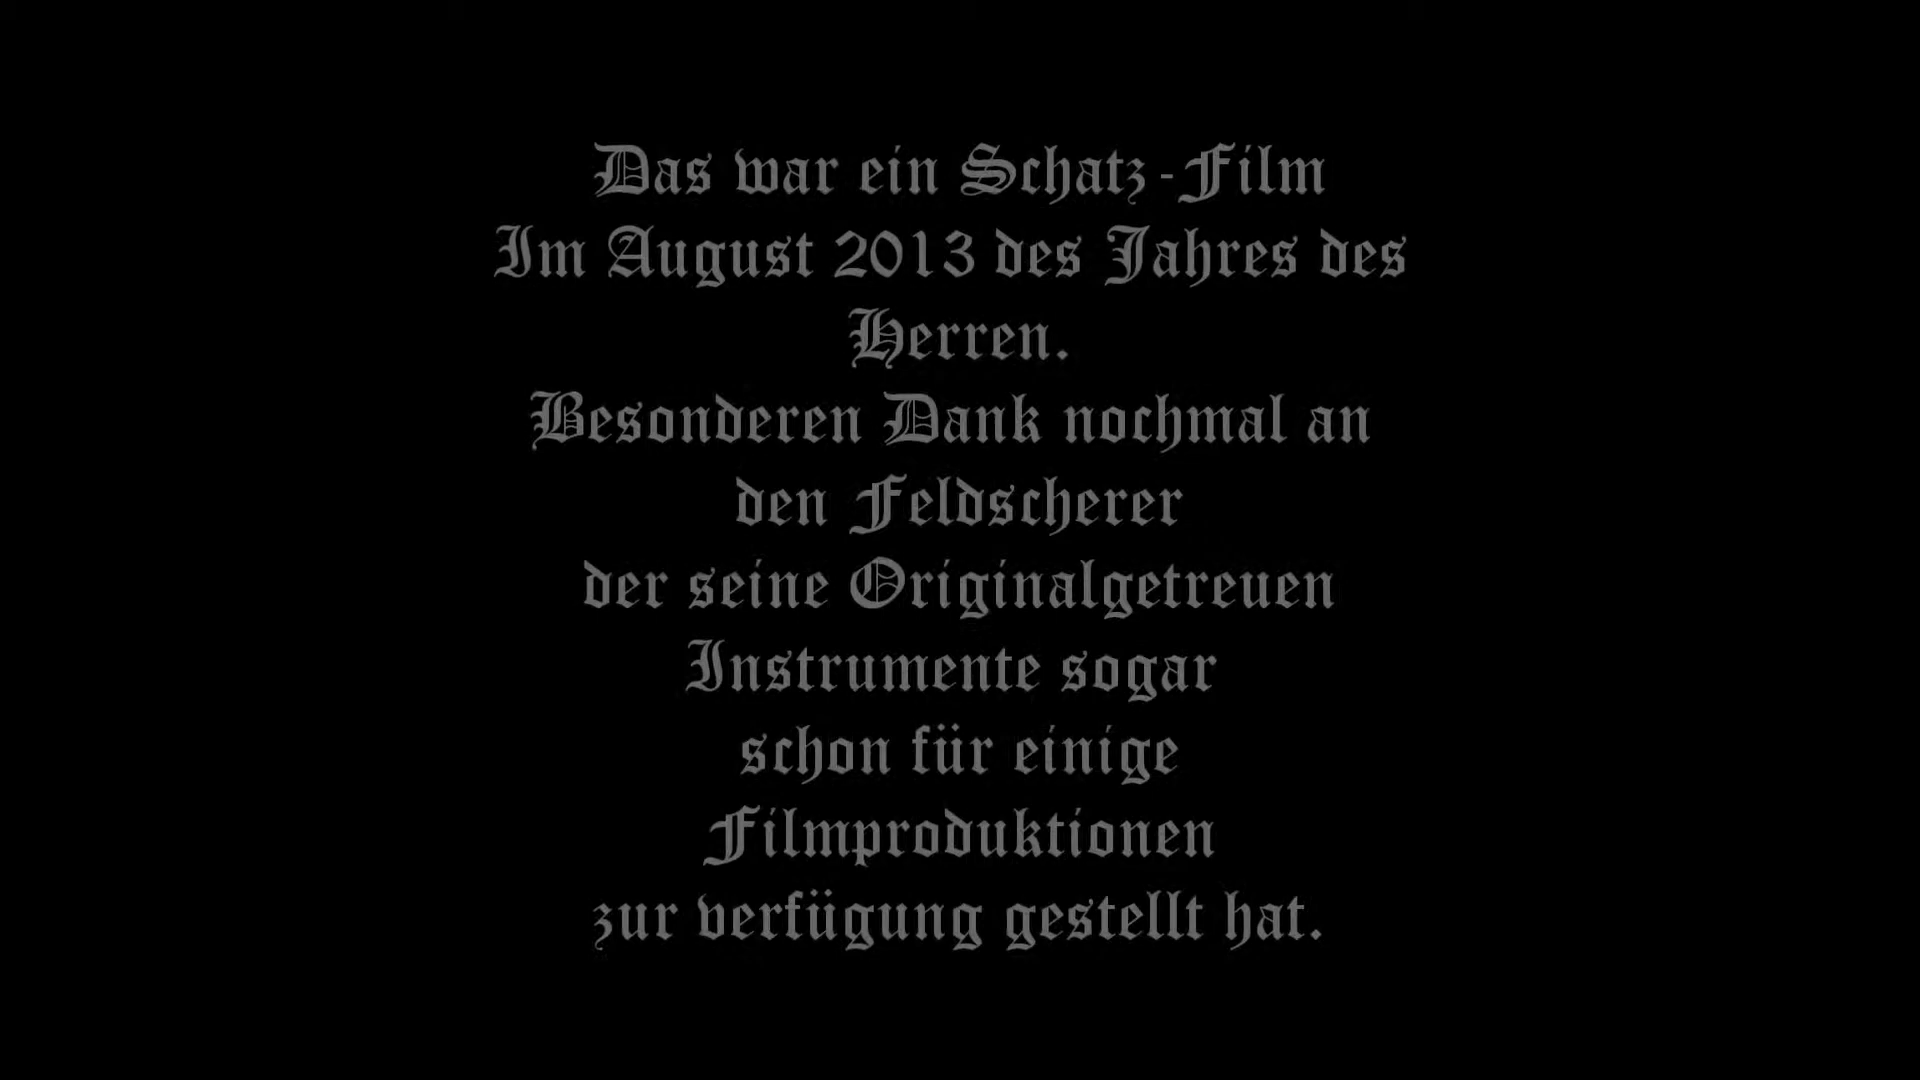 Das war ein Schatz-Film
Im August 2013 des Jahres des
Herren.
Besonderen Dank nochmal an
den Feldscherer
der seine Originalgetreuen
Instrumente sogar
schon für einige
Filmproduktionen
zur verfügung gestellt hat.